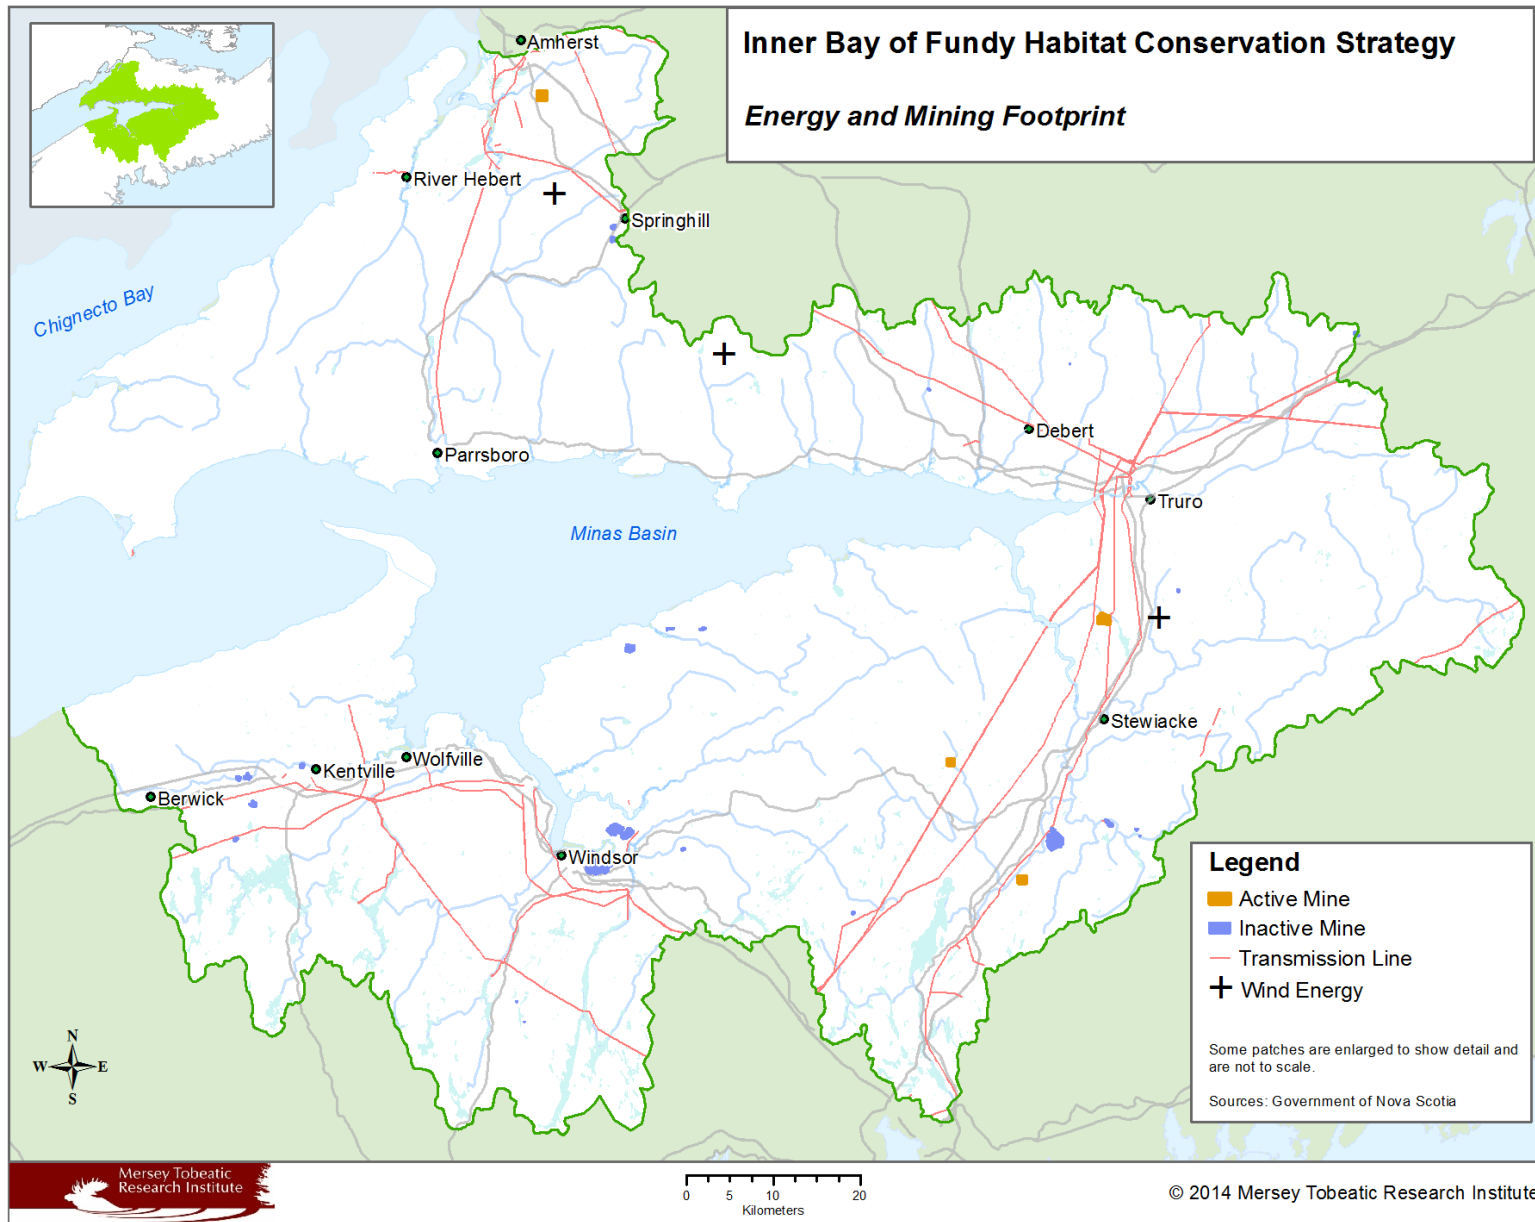 Inner Bay of Fundy Habitat Conservation Strategy
Energy and Mining Footprint
Amherst
River Hebert
Springhill
Chignecto Bay
Debert
Parrsboro
Truro
Minas Basin
Stewiacke
Wolfville
Kentville
Berwick
Windsor
Legend
Active Mine
Inactive Mine
Transmission Line
Wind Energy
Some patches are enlarged to show detail and
are not to scale.
Sources: Government of Nova Scotia
N
W E
S
Mersey Tobeatic
Research Institute
0 5 10 20
Kilometers
© 2014 Mersey Tobeatic Research Institute